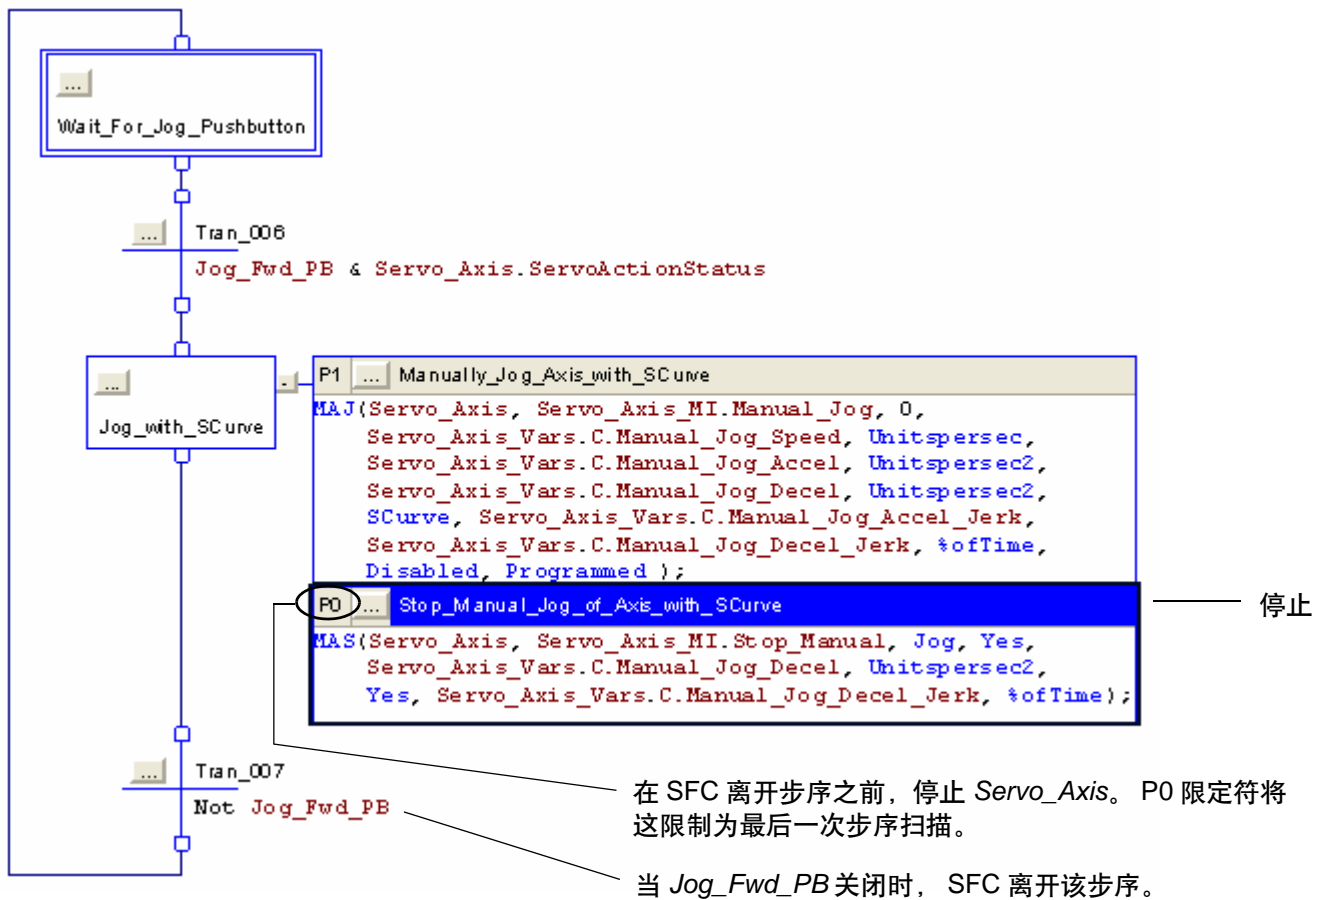 ...
Wait_For_Jog_Pushbutton
... Tran_006
Jog_Fwd_PB & Servo_Axis.ServoActionStatus
...
Jog_with_SCurve
-
P1 ... Manually_Jog_Axis_with_SCurve
MAJ(Servo_Axis, Servo_Axis_MI.Manual_Jog, 0,
Servo_Axis_Vars.C.Manual_Jog_Speed, Unitspersec,
Servo_Axis_Vars.C.Manual_Jog_Accel, Unitspersec2,
Servo_Axis_Vars.C.Manual_Jog_Decel, Unitspersec2,
SCurve, Servo_Axis_Vars.C.Manual_Jog_Accel_Jerk,
Servo_Axis_Vars.C.Manual_Jog_Decel_Jerk, %ofTime,
Disabled, Programmed );
P0 ... Stop_Manual_Jog_of_Axis_with_SCurve
停止
MAS(Servo_Axis, Servo_Axis_MI.Stop_Manual, Jog, Yes,
Servo_Axis_Vars.C.Manual_Jog_Decel, Unitspersec2,
Yes, Servo_Axis_Vars.C.Manual_Jog_Decel_Jerk, %ofTime);
... Tran_007
Not Jog_Fwd_PB
在 SFC 离开步序之前，停止 Servo_Axis。 P0 限定符将
这限制为最后一次步序扫描。
当 Jog_Fwd_PB 关闭时， SFC 离开该步序。